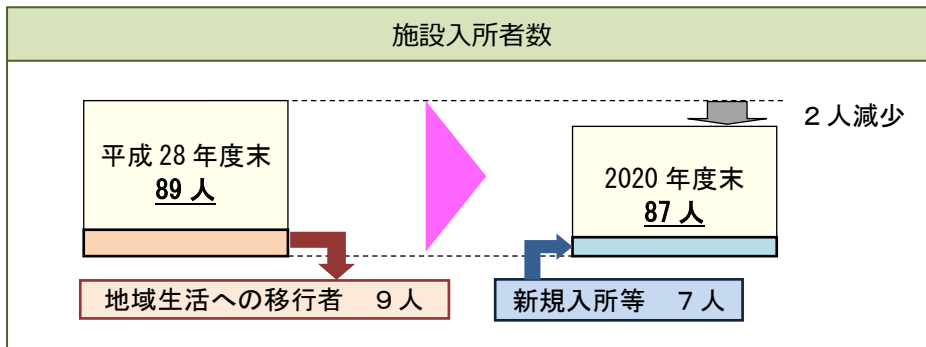 施設入所者数
平成 28 年度末
89 人
2人減少
2020 年度末
87 人
地域生活への移行者　9人
新規入所等　7人